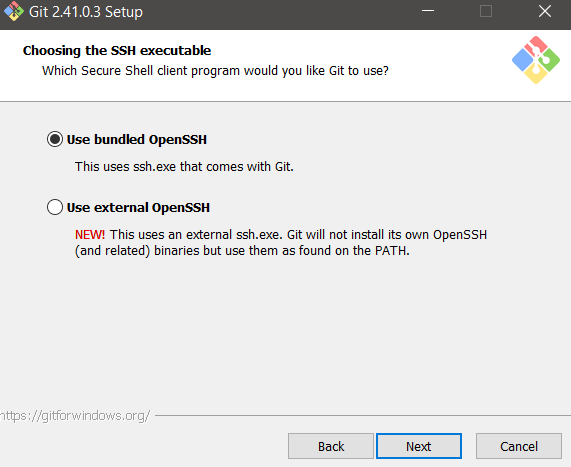 Git 2.41.0.3 Setup
Choosing the SSH executable
Which Secure Shell client program would you like Git to use?
Use bundled OpenSSH
This uses ssh.exe that comes with Git.
Use external OpenSSH
NEW! This uses an external ssh.exe. Git will not install its own OpenSSH
(and related) binaries but use them as found on the PATH.
https://gitforwindows.org/
Back
Next
Cancel